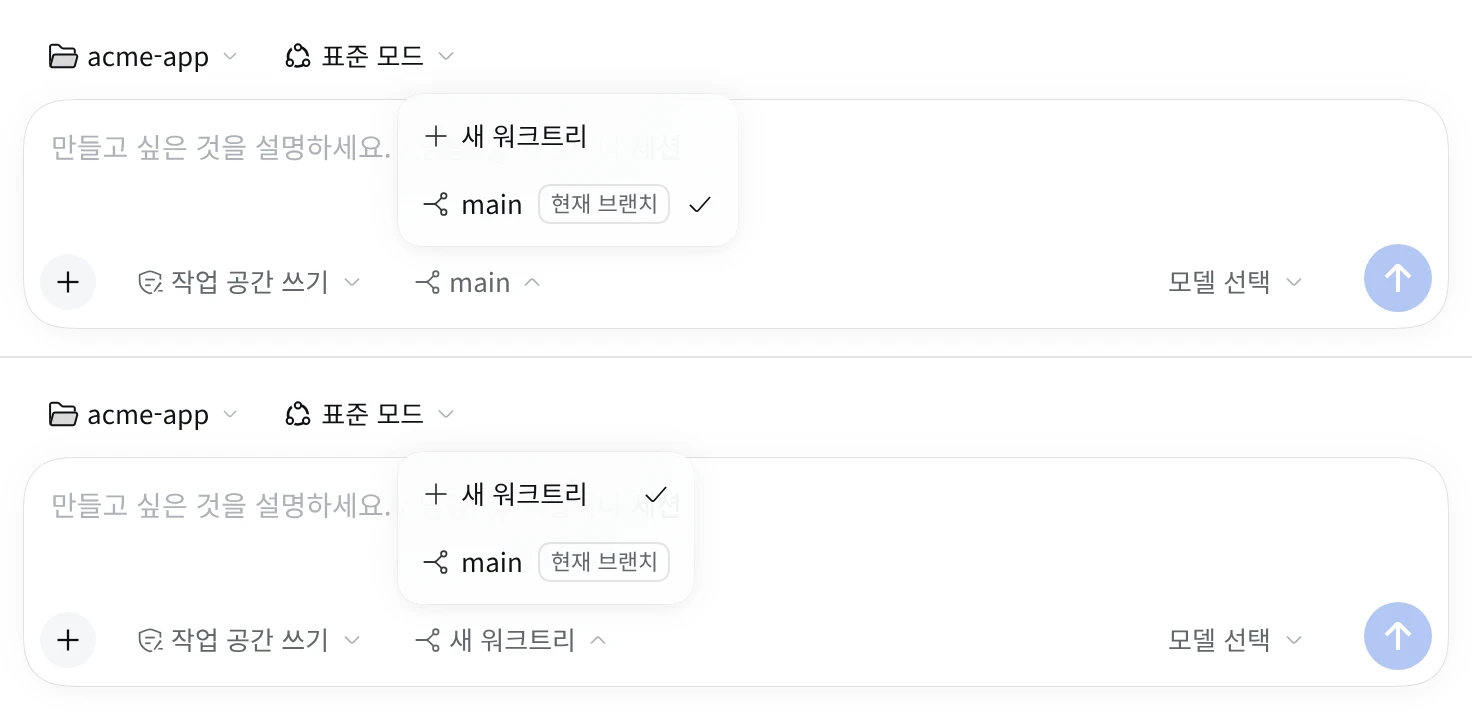 acme-app 표준 모드
만들고 싶은 것을 설명하세요. 세션
새 워크트리
main 현재 브랜치
작업 공간 쓰기 main 모델 선택
acme-app 표준 모드
만들고 싶은 것을 설명하세요. 세션
새 워크트리
main 현재 브랜치
작업 공간 쓰기 새 워크트리 모델 선택